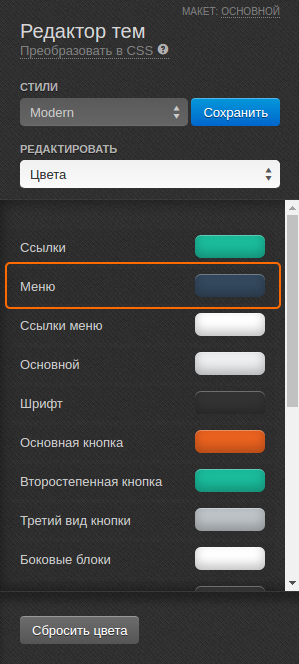 МАКЕТ: ОСНОВНОЙ
Редактор тем
Преобразовать в CSS ?
СТИЛИ
Modern
Сохранить
РЕДАКТИРОВАТЬ
Цвета
Ссылки
Меню
Ссылки меню
Основной
Шрифт
Основная кнопка
Второстепенная кнопка
Третий вид кнопки
Боковые блоки
Сбросить цвета